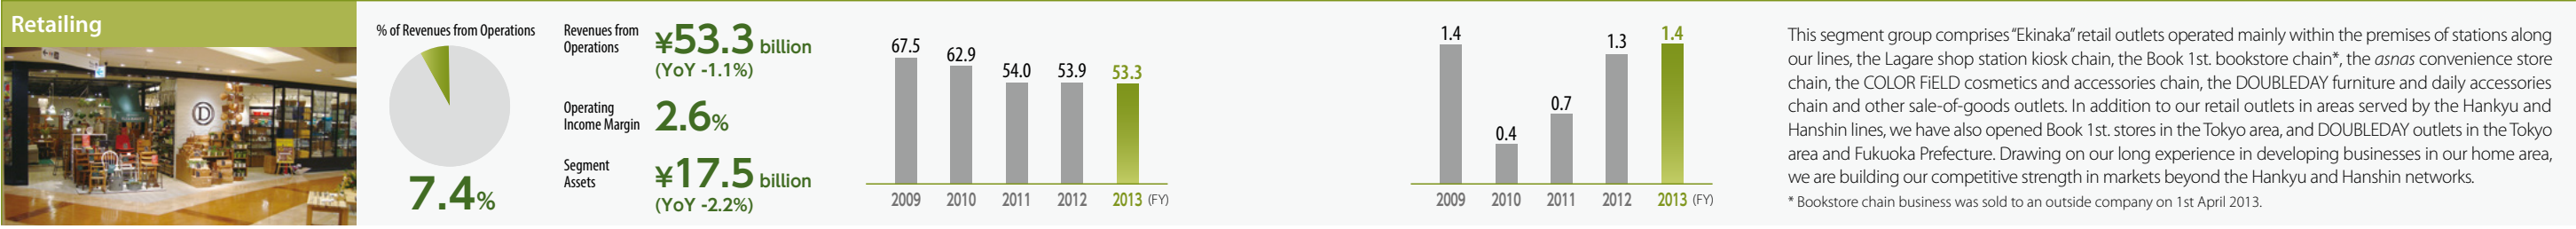 Retailing
% of Revenues from Operations
7.4%
Revenues from
Operations
¥53.3 billion
(YoY -1.1%)
Operating
Income Margin
2.6%
Segment
Assets
¥17.5 billion
(YoY -2.2%)
67.5
62.9
54.0
53.9
53.3
2009 2010 2011 2012 2013 (FY)
1.4
0.4
0.7
1.3
1.4
2009 2010 2011 2012 2013 (FY)
This segment group comprises “Ekinaka” retail outlets operated mainly within the premises of stations along
our lines, the Lagare shop station kiosk chain, the Book 1st. bookstore chain*, the asnas convenience store
chain, the COLOR FiELD cosmetics and accessories chain, the DOUBLEDAY furniture and daily accessories
chain and other sale-of-goods outlets. In addition to our retail outlets in areas served by the Hankyu and
Hanshin lines, we have also opened Book 1st. stores in the Tokyo area, and DOUBLEDAY outlets in the Tokyo
area and Fukuoka Prefecture. Drawing on our long experience in developing businesses in our home area,
we are building our competitive strength in markets beyond the Hankyu and Hanshin networks.
* Bookstore chain business was sold to an outside company on 1st April 2013.
D